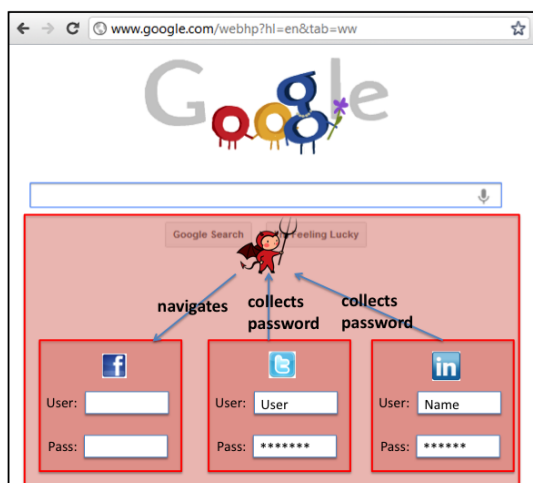 www.google.com/webhp?hl=en&tab=ww
Google
Google Search Feeling Lucky
navigates collects password collects password
f in
User: User: User User: Name
Pass: Pass: ******* Pass: ******